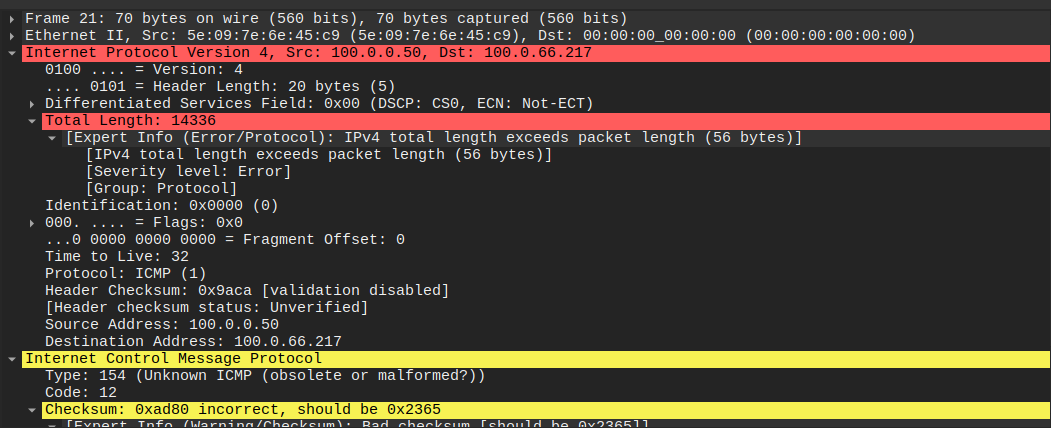 Frame 21: 70 bytes on wire (560 bits), 70 bytes captured (560 bits)
Ethernet II, Src: 5e:09:7e:6e:45:c9 (5e:09:7e:6e:45:c9), Dst: 00:00:00_00:00:00 (00:00:00:00:00:00)
Internet Protocol Version 4, Src: 100.0.0.50, Dst: 100.0.66.217
0100 .... = Version: 4
.... 0101 = Header Length: 20 bytes (5)
Differentiated Services Field: 0x00 (DSCP: CS0, ECN: Not-ECT)
Total Length: 14336
[Expert Info (Error/Protocol): IPv4 total length exceeds packet length (56 bytes)]
[IPv4 total length exceeds packet length (56 bytes)]
[Severity level: Error]
[Group: Protocol]
Identification: 0x0000 (0)
000. .... = Flags: 0x0
...0 0000 0000 0000 = Fragment Offset: 0
Time to Live: 32
Protocol: ICMP (1)
Header Checksum: 0x9aca [validation disabled]
[Header checksum status: Unverified]
Source Address: 100.0.0.50
Destination Address: 100.0.66.217
Internet Control Message Protocol
Type: 154 (Unknown ICMP (obsolete or malformed?))
Code: 12
Checksum: 0xad80 incorrect, should be 0x2365
[Expert Info (Warning/Checksum): Bad checksum [should be 0x2365]]